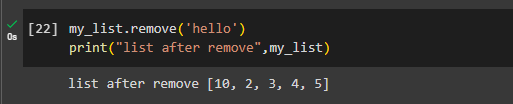 [22] my_list.remove('hello')
0s
print("list after remove",my_list)
list after remove [10, 2, 3, 4, 5]